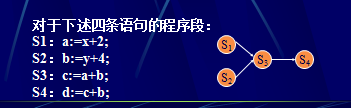 对于下述四条语句的程序段：
S1：a:=x+2;
S2：b:=y+4;
S3：c:=a+b;
S4：d:=c+b;
S1
S2
S3
S4